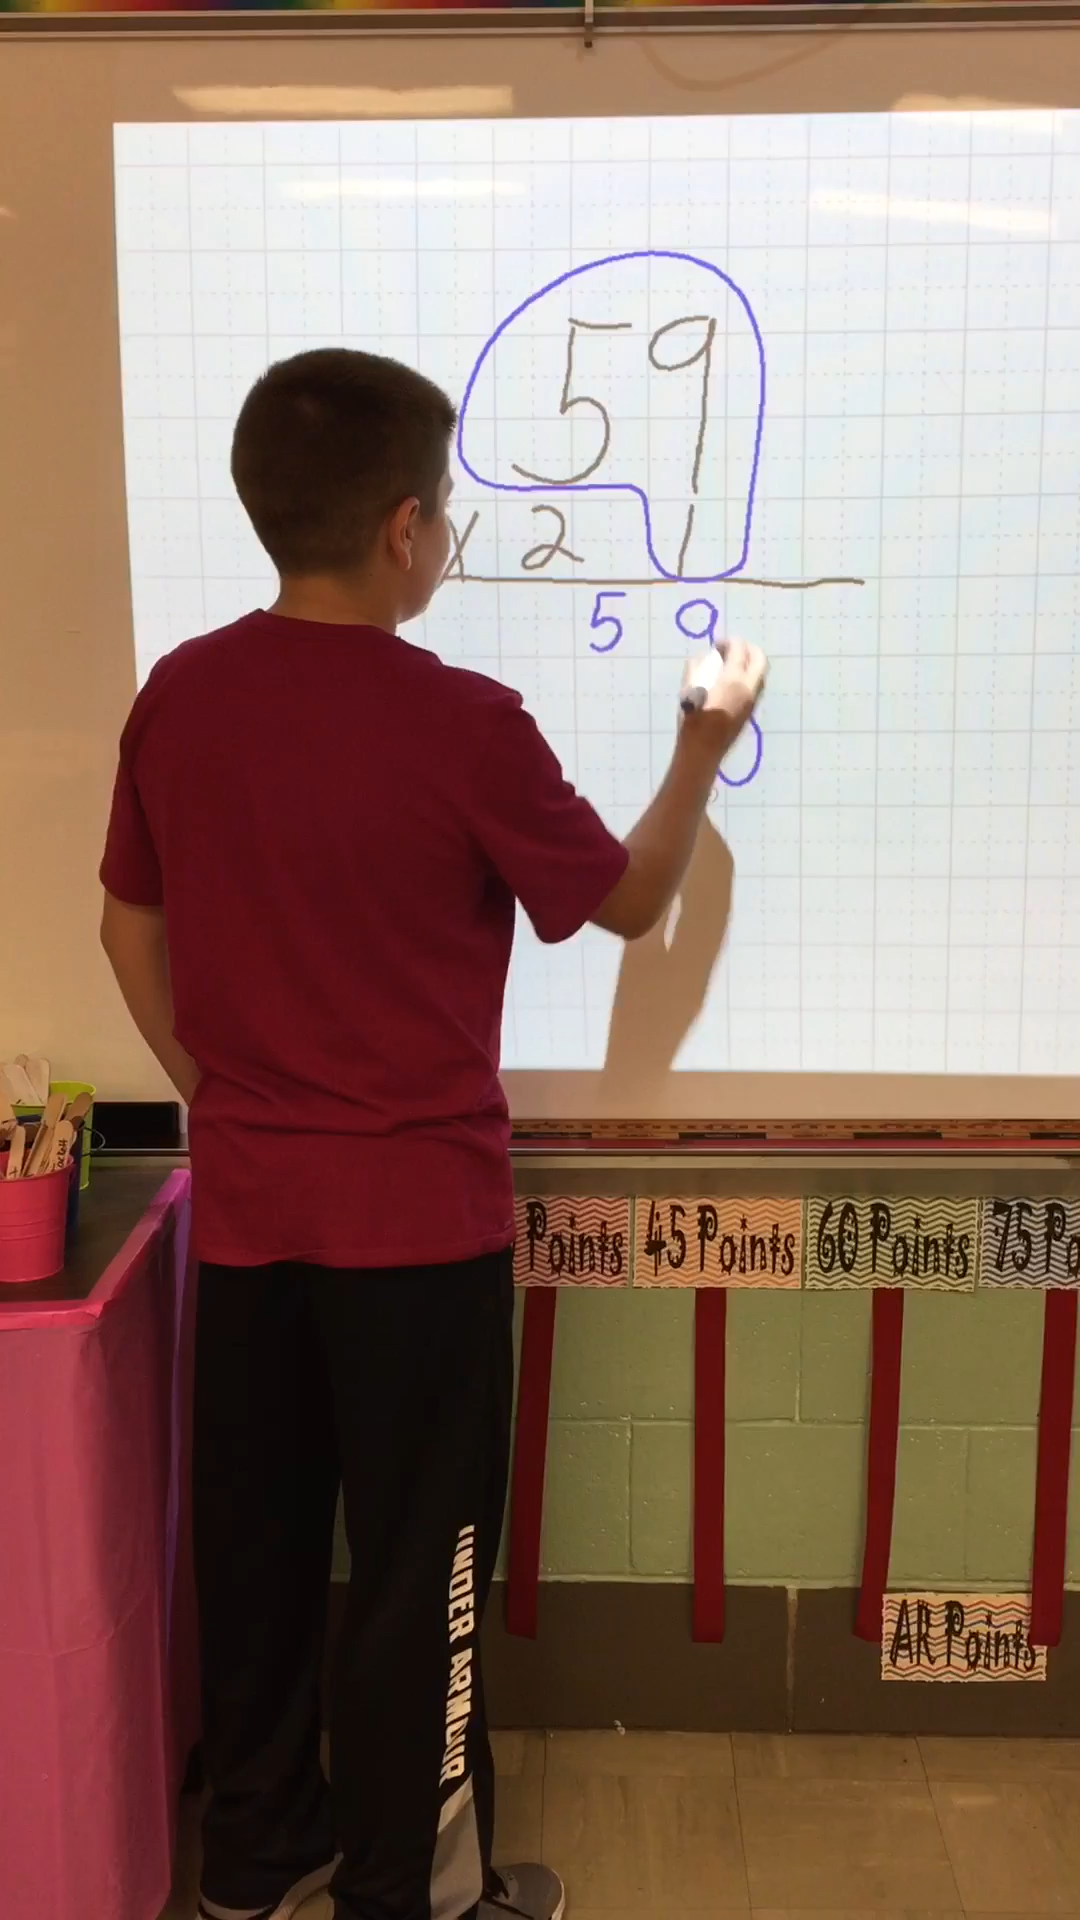 59
x 21
59
Points 45 Points 60 Points 75 Po
AR Points
UNDER ARMOUR